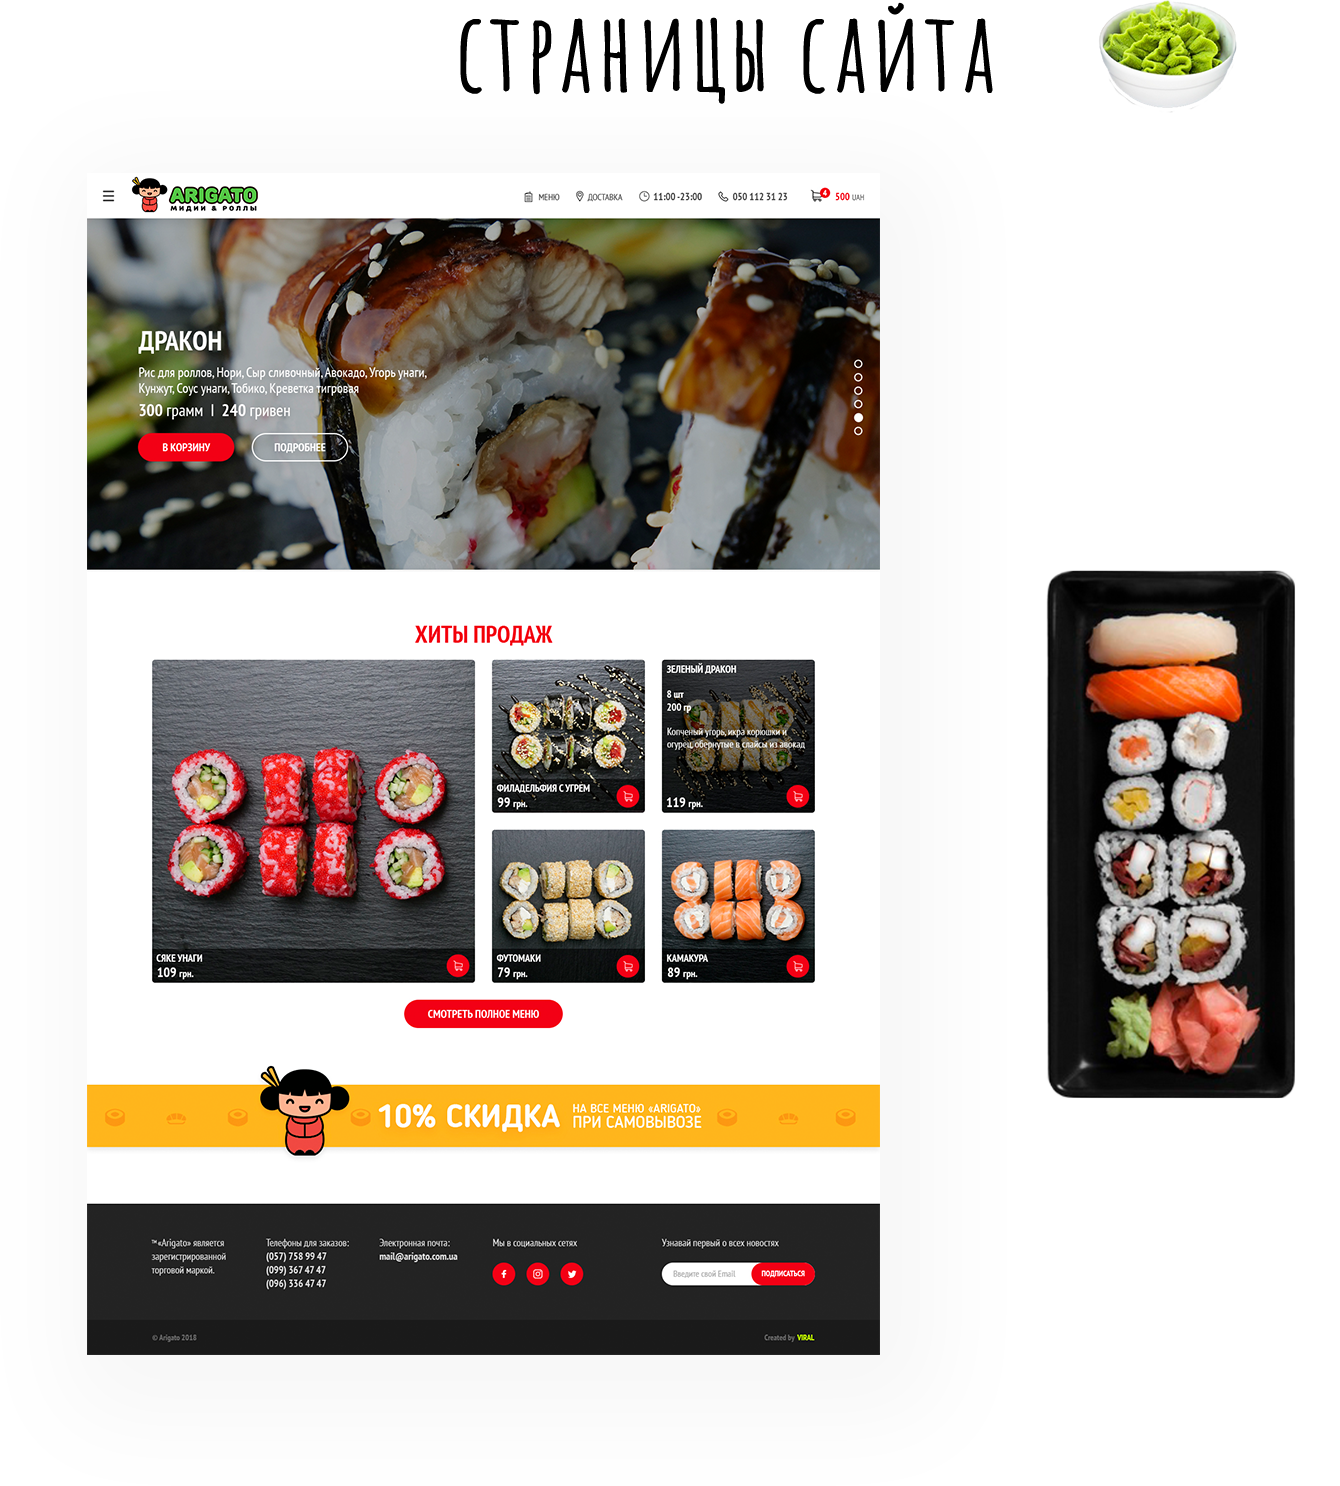 СТРАНИЦЫ САЙТА
ARIGATO
МИДИИ & РОЛЛЫ
МЕНЮ
ДОСТАВКА
11:00 -23:00
050 112 31 23
4
500 UAH
ДРАКОН
Рис для роллов, Нори, Сыр сливочный, Авокадо, Угорь унаги,
Кунжут, Соус унаги, Тобико, Креветка тигровая
300 грамм | 240 гривен
В КОРЗИНУ
ПОДРОБНЕЕ
ХИТЫ ПРОДАЖ
СЯКЕ УНАГИ
109 грн.
ФИЛАДЕЛЬФИЯ С УГРЕМ
99 грн.
ЗЕЛЕНЫЙ ДРАКОН
8 шт
200 гр
Копченый угорь, икра корюшки и
огурец, обернутые в слайсы из авокад
119 грн.
ФУТОМАКИ
79 грн.
КАМАКУРА
89 грн.
СМОТРЕТЬ ПОЛНОЕ МЕНЮ
10% СКИДКА
НА ВСЕ МЕНЮ «ARIGATO»
ПРИ САМОВЫВОЗЕ
™«Arigato» является
зарегистрированной
торговой маркой.
Телефоны для заказов:
(057) 758 99 47
(099) 367 47 47
(096) 336 47 47
Электронная почта:
mail@arigato.com.ua
Мы в социальных сетях
Узнавай первый о всех новостях
Введите свой Email
ПОДПИСАТЬСЯ
© Arigato 2018
Created by VIRAL